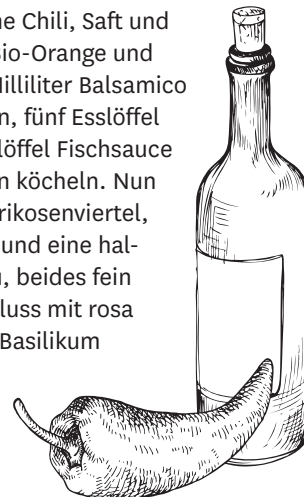 ne Chili, Saft und
Bio-Orange und
Milliliter Balsamico
n, fünf Esslöffel
löffel Fischsauce
n köcheln. Nun
rikosenviertel,
und eine hal-
u, beides fein
luss mit rosa
Basilikum